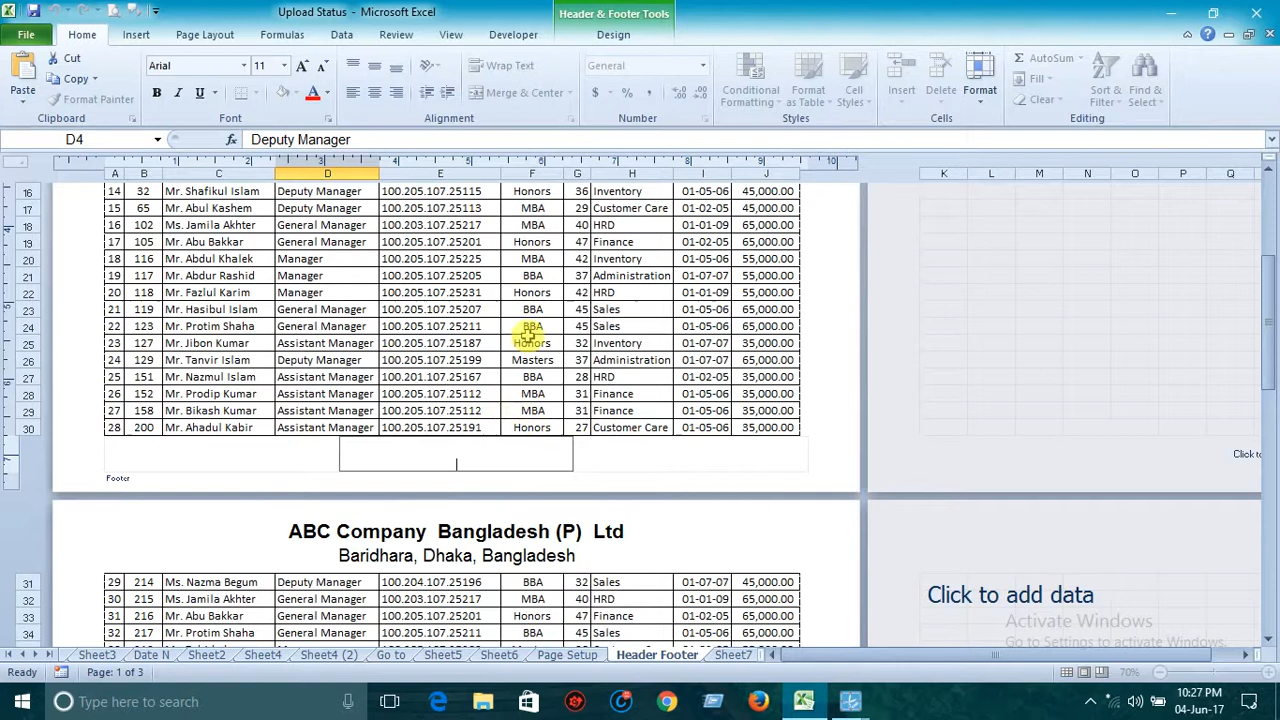 Upload Status - Microsoft Excel
Header & Footer Tools
File Home Insert Page Layout Formulas Data Review View Developer Design
Paste Cut Copy Format Painter Clipboard
Arial 11 B I U A Font
Wrap Text Merge & Center Alignment
General $ % , Number
Conditional Formatting Format as Table Cell Styles Styles
Insert Delete Format Cells
Σ AutoSum Fill Clear Sort & Filter Find & Select Editing
D4 fx Deputy Manager
1 2 3 4 5 6 7 8 9 10
A B C D E F G H I J K L M N O P Q
16 14 32 Mr. Shafikul Islam Deputy Manager 100.205.107.25115 Honors 36 Inventory 01-05-06 45,000.00
17 15 65 Mr. Abul Kashem Deputy Manager 100.205.107.25113 MBA 29 Customer Care 01-02-05 45,000.00
18 16 102 Ms. Jamila Akhter General Manager 100.203.107.25217 MBA 40 HRD 01-01-09 65,000.00
19 17 105 Mr. Abu Bakkar General Manager 100.205.107.25201 Honors 47 Finance 01-02-05 65,000.00
20 18 116 Mr. Abdul Khalek Manager 100.205.107.25225 MBA 42 Inventory 01-05-06 55,000.00
21 19 117 Mr. Abdur Rashid Manager 100.205.107.25205 BBA 37 Administration 01-07-07 55,000.00
22 20 118 Mr. Fazlul Karim Manager 100.205.107.25231 Honors 42 HRD 01-01-09 55,000.00
23 21 119 Mr. Hasibul Islam General Manager 100.205.107.25207 BBA 45 Sales 01-05-06 65,000.00
24 22 123 Mr. Protim Shaha General Manager 100.205.107.25211 BBA 45 Sales 01-05-06 65,000.00
25 23 127 Mr. Jibon Kumar Assistant Manager 100.205.107.25187 Honors 32 Inventory 01-07-07 65,000.00
26 24 129 Mr. Tanvir Islam Deputy Manager 100.205.107.25199 Masters 37 Administration 01-07-07 35,000.00
27 25 151 Mr. Nazmul Islam Assistant Manager 100.201.107.25167 BBA 28 HRD 01-02-05 35,000.00
28 26 152 Mr. Prodip Kumar Assistant Manager 100.205.107.25112 MBA 31 Finance 01-05-06 35,000.00
29 27 158 Mr. Bikash Kumar Assistant Manager 100.205.107.25112 MBA 31 Finance 01-05-06 35,000.00
30 28 200 Mr. Ahadul Kabir Assistant Manager 100.205.107.25191 Honors 27 Customer Care 01-05-06 35,000.00
Click to
Footer
ABC Company Bangladesh (P) Ltd
Baridhara, Dhaka, Bangladesh
31 29 214 Ms. Nazma Begum Deputy Manager 100.204.107.25196 BBA 32 Sales 01-07-07 45,000.00
32 30 215 Ms. Jamila Akhter General Manager 100.203.107.25217 MBA 40 HRD 01-01-09 65,000.00
33 31 216 Mr. Abu Bakkar General Manager 100.205.107.25201 Honors 47 Finance 01-02-05 65,000.00
34 32 217 Mr. Protim Shaha General Manager 100.205.107.25211 BBA 45 Sales 01-05-06 65,000.00
Click to add data
Activate Windows
Go to Settings to activate Windows.
Sheet3 Date N Sheet2 Sheet4 Sheet4 (2) Go to Sheet5 Sheet6 Page Setup Header Footer Sheet7
Ready Page: 1 of 3 70%
Type here to search
10:27 PM
04-Jun-17